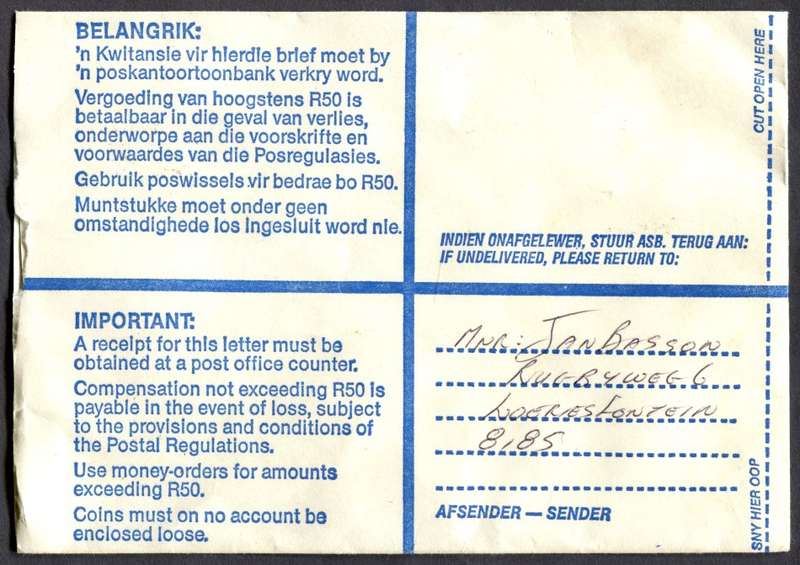 BELANGRIK:
'n Kwitansie vir hierdie brief moet by
'n poskantoortoonbank verkry word.
Vergoeding van hoogstens R50 is
betaalbaar in die geval van verlies,
onderworpe aan die voorskrifte en
voorwaardes van die Posregulasies.
Gebruik poswissels vir bedrae bo R50.
Muntstukke moet onder geen
omstandighede los ingesluit word nie.
CUT OPEN HERE
INDIEN ONAFGELEWER, STUUR ASB. TERUG AAN:
IF UNDELIVERED, PLEASE RETURN TO:
IMPORTANT:
A receipt for this letter must be
obtained at a post office counter.
Compensation not exceeding R50 is
payable in the event of loss, subject
to the provisions and conditions of
the Postal Regulations.
Use money-orders for amounts
exceeding R50.
Coins must on no account be
enclosed loose.
MNR: JAN BASSON
RUGBYWEG 6
LOERIESFONTEIN
8185
AFSENDER — SENDER
SNY HIER OOP